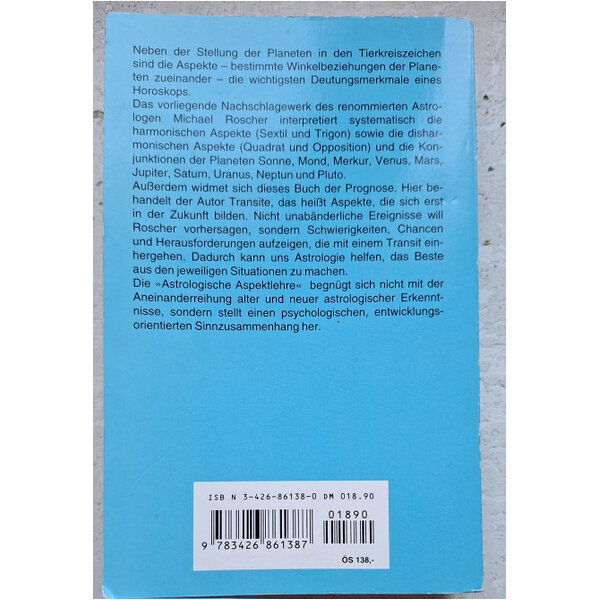 Neben der Stellung der Planeten in den Tierkreiszeichen
sind die Aspekte – bestimmte Winkelbeziehungen der Plane-
ten zueinander – die wichtigsten Deutungsmerkmale eines
Horoskops.
Das vorliegende Nachschlagewerk des renommierten Astro-
logen Michael Roscher interpretiert systematisch die
harmonischen Aspekte (Sextil und Trigon) sowie die dishar-
monischen Aspekte (Quadrat und Opposition) und die Kon-
junktionen der Planeten Sonne, Mond, Merkur, Venus, Mars,
Jupiter, Saturn, Uranus, Neptun und Pluto.
Außerdem widmet sich dieses Buch der Prognose. Hier be-
handelt der Autor Transite, das heißt Aspekte, die sich erst
in der Zukunft bilden. Nicht unabänderliche Ereignisse will
Roscher vorhersagen, sondern Schwierigkeiten, Chancen
und Herausforderungen aufzeigen, die mit einem Transit ein-
hergehen. Dadurch kann uns Astrologie helfen, das Beste
aus den jeweiligen Situationen zu machen.
Die »Astrologische Aspektlehre« begnügt sich nicht mit der
Aneinanderreihung alter und neuer astrologischer Erkennt-
nisse, sondern stellt einen psychologischen, entwicklungs-
orientierten Sinnzusammenhang her.
ISBN 3-426-86138-0 DM 018.90
01890
9 783426 861387
ÖS 138,-